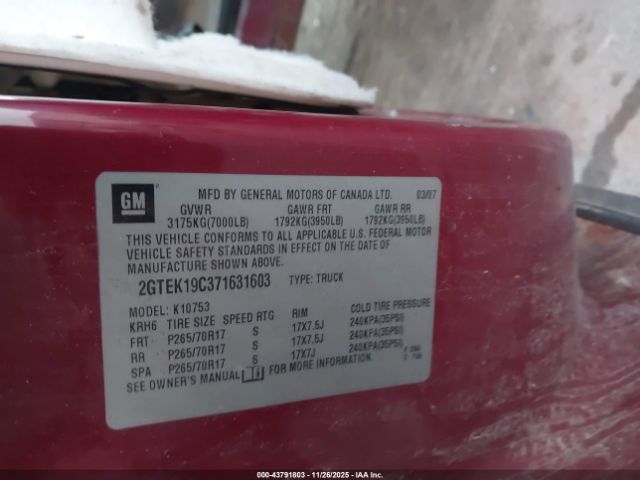 GM
MFD BY GENERAL MOTORS OF CANADA LTD. 03/07
GVWR GAWR FRT GAWR RR
3175KG(7000LB) 1792KG(3950LB) 1792KG(3950LB)
THIS VEHICLE CONFORMS TO ALL APPLICABLE U.S. FEDERAL MOTOR
VEHICLE SAFETY STANDARDS IN EFFECT ON THE DATE OF
MANUFACTURE SHOWN ABOVE.
2GTEK19C371631603 TYPE: TRUCK
MODEL: K10753
KRH6 TIRE SIZE SPEED RTG RIM COLD TIRE PRESSURE
FRT P265/70R17 S 17X7.5J 240KPA(35PSI)
RR P265/70R17 S 17X7.5J 240KPA(35PSI)
SPA P265/70R17 S 17X7J 240KPA(35PSI)
SEE OWNER'S MANUAL FOR MORE INFORMATION.
000-43791803 - 11/26/2025 - IAA Inc.